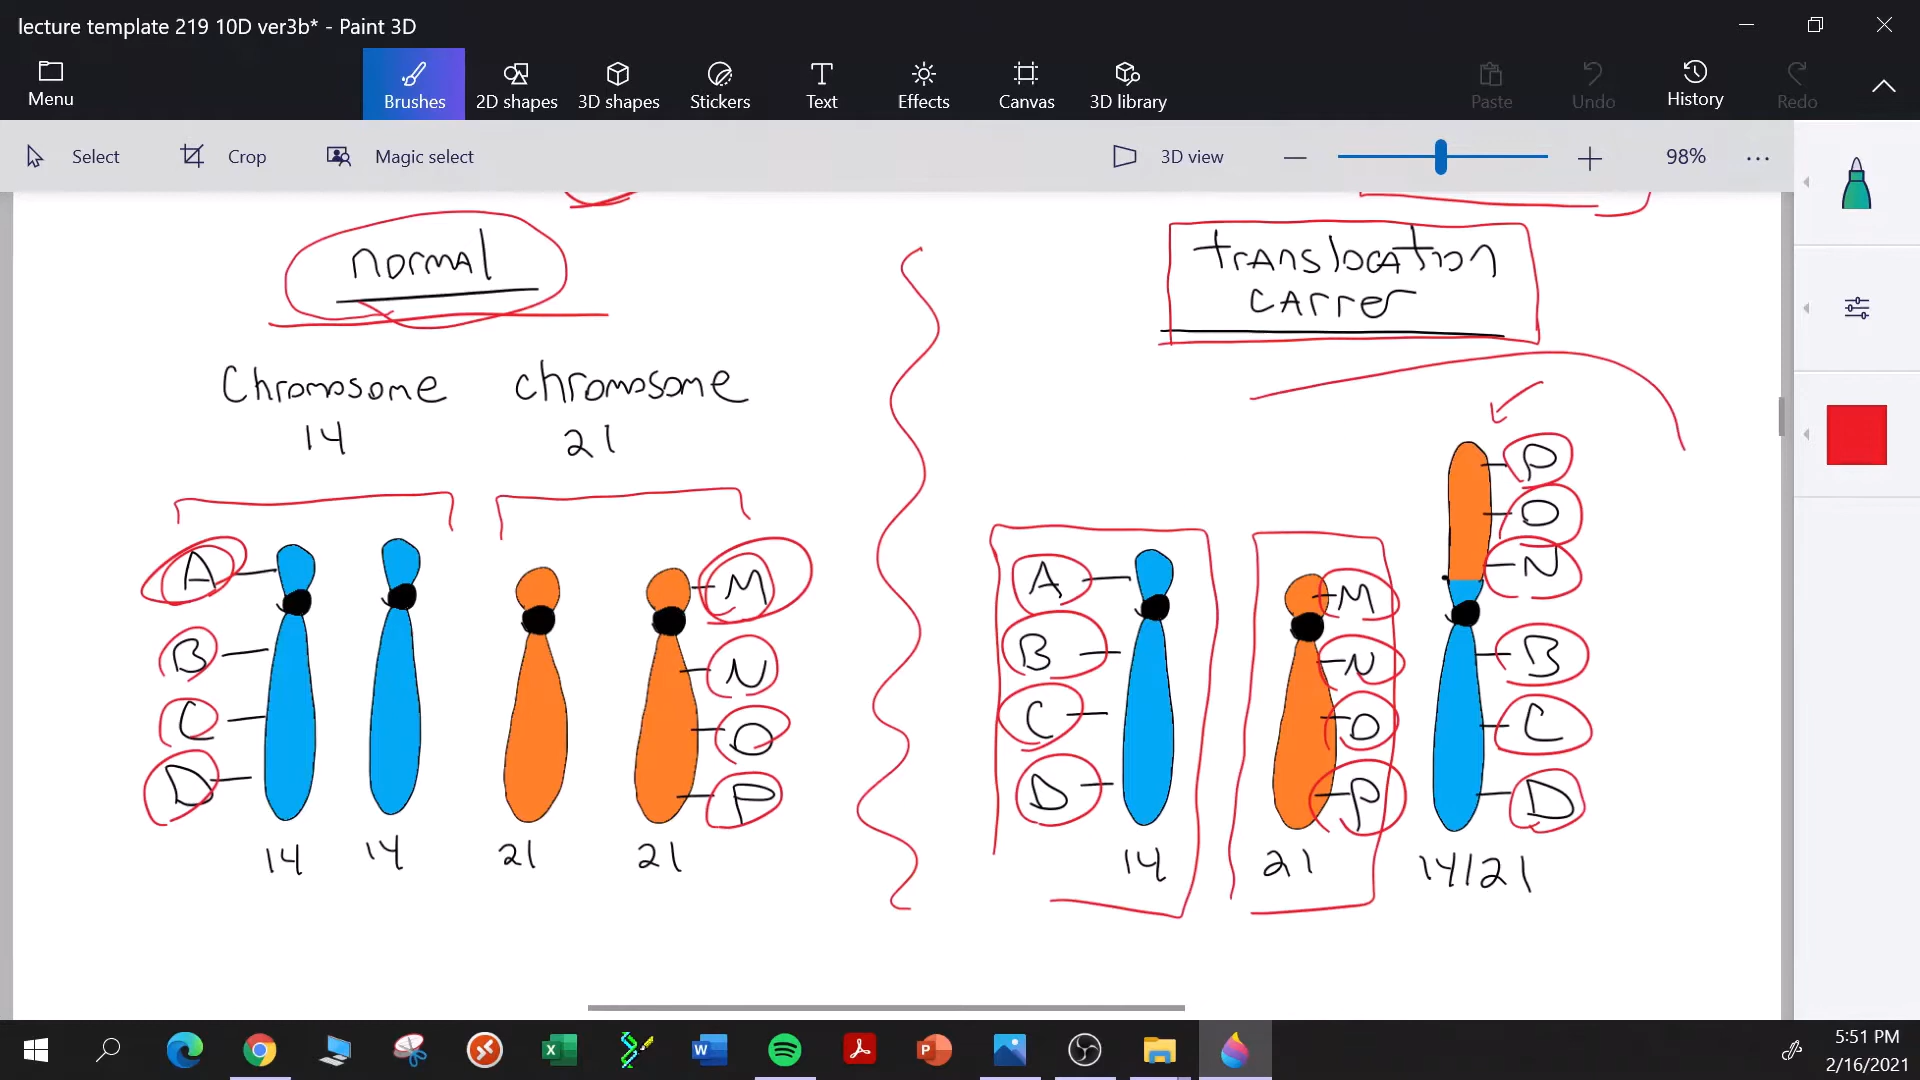 lecture template 219 10D ver3b* - Paint 3D
Menu
Brushes
2D shapes
3D shapes
Stickers
Text
Effects
Canvas
3D library
Paste
Undo
History
Redo
Select
Crop
Magic select
3D view
98%
normal
Chromosome
14
chromosome
21
A
B
C
D
M
N
O
P
14
14
21
21
translocation
carrer
A
B
C
D
M
N
O
P
P
O
N
B
C
D
14
21
14/21
5:51 PM
2/16/2021